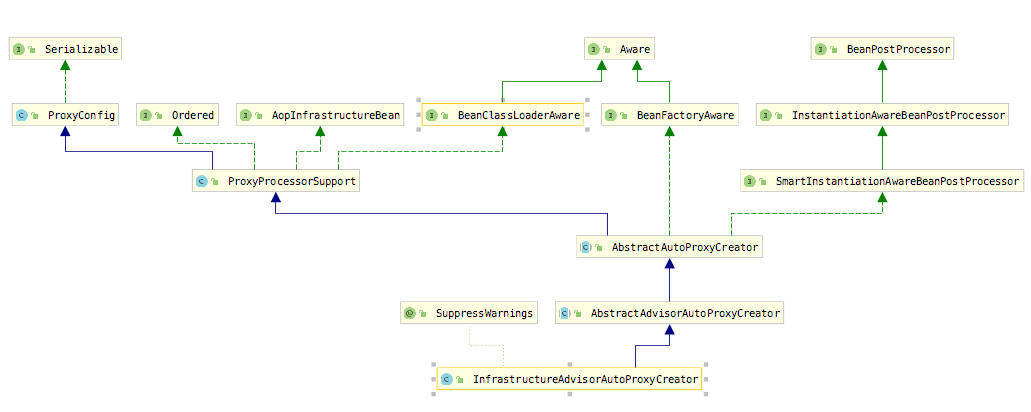 Serializable
Aware
BeanPostProcessor
ProxyConfig
Ordered
AopInfrastructureBean
BeanClassLoaderAware
BeanFactoryAware
InstantiationAwareBeanPostProcessor
ProxyProcessorSupport
SmartInstantiationAwareBeanPostProcessor
AbstractAutoProxyCreator
SuppressWarnings
AbstractAdvisorAutoProxyCreator
InfrastructureAdvisorAutoProxyCreator